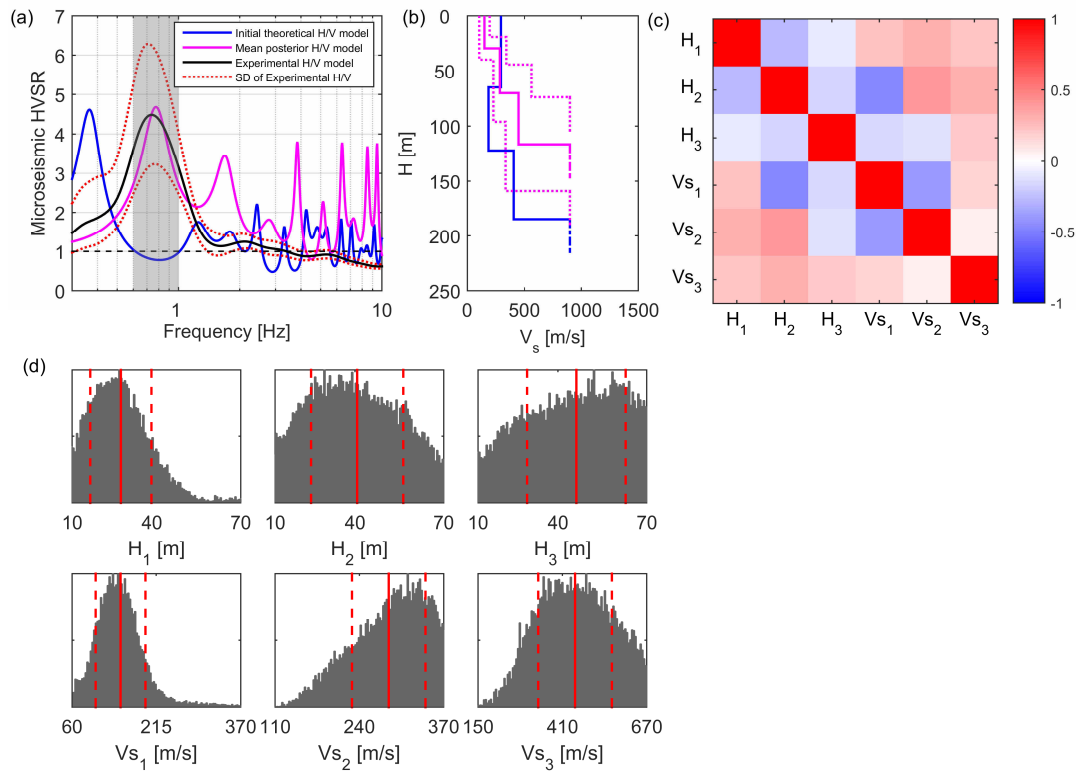 (a)
7
6
5
4
3
2
1
0
Microseismic HVSR
Initial theoretical H/V model
Mean posterior H/V model
Experimental H/V model
SD of Experimental H/V
1
10
Frequency [Hz]
(b)
0
50
100
150
200
250
H [m]
0 500 1000 1500
V_s [m/s]
(c)
H_1
H_2
H_3
Vs_1
Vs_2
Vs_3
H_1 H_2 H_3 Vs_1 Vs_2 Vs_3
1
0.5
0
-0.5
-1
(d)
10 40 70
H_1 [m]
10 40 70
H_2 [m]
10 40 70
H_3 [m]
60 215 370
Vs_1 [m/s]
110 240 370
Vs_2 [m/s]
150 410 670
Vs_3 [m/s]